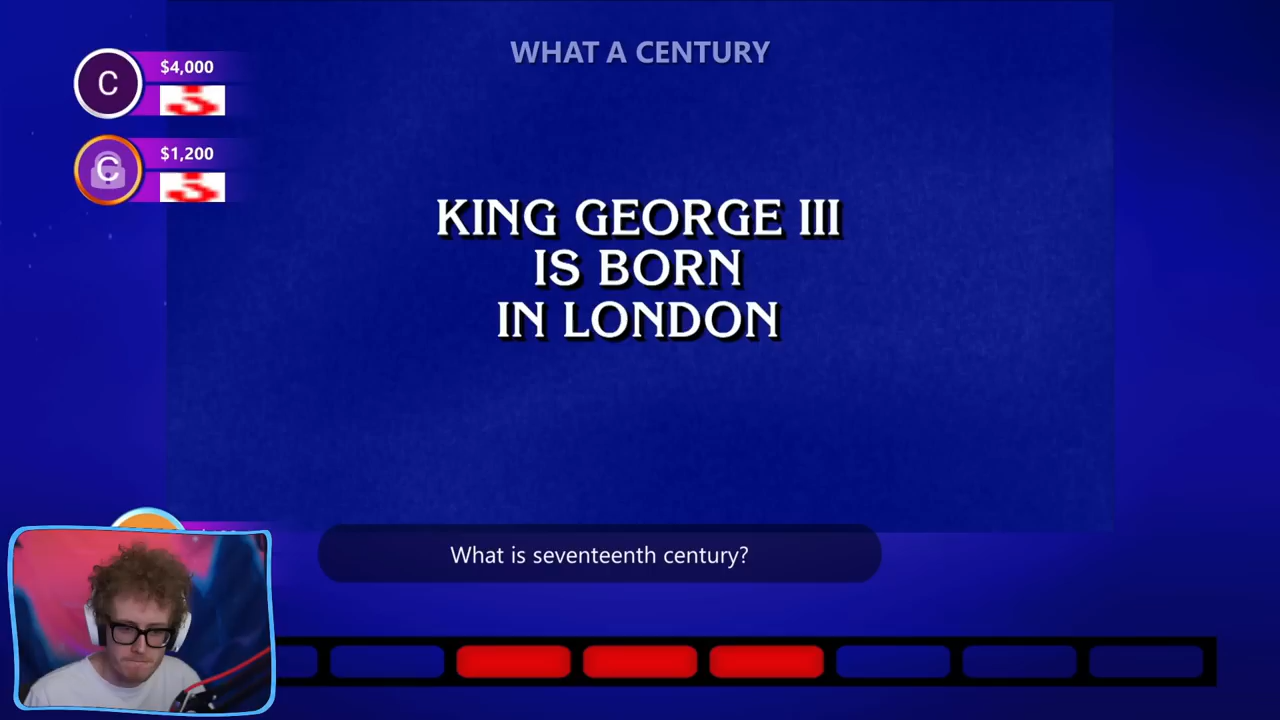 WHAT A CENTURY
C
$4,000
C
$1,200
KING GEORGE III
IS BORN
IN LONDON
What is seventeenth century?